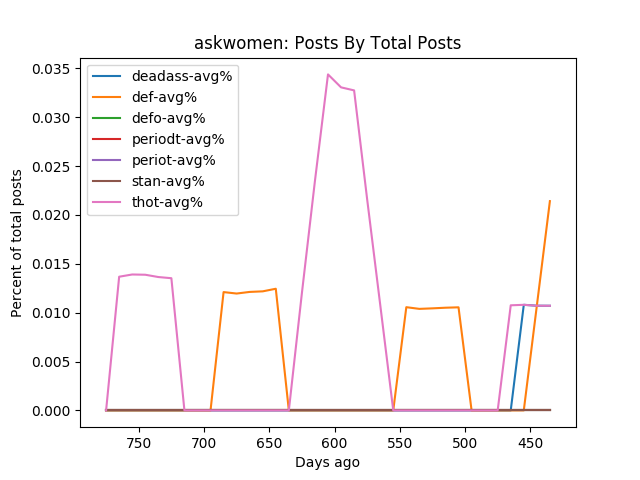 askwomen: Posts By Total Posts
deadass-avg%
def-avg%
defo-avg%
periodt-avg%
periot-avg%
stan-avg%
thot-avg%
Percent of total posts
0.035
0.030
0.025
0.020
0.015
0.010
0.005
0.000
750 700 650 600 550 500 450
Days ago